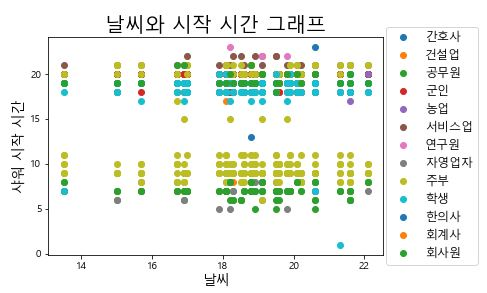 날씨와 시작 시간 그래프
샤워 시작 시간
20
15
10
5
0
14
16
18
20
22
날씨
간호사
건설업
공무원
군인
농업
서비스업
연구원
자영업자
주부
학생
한의사
회계사
회사원